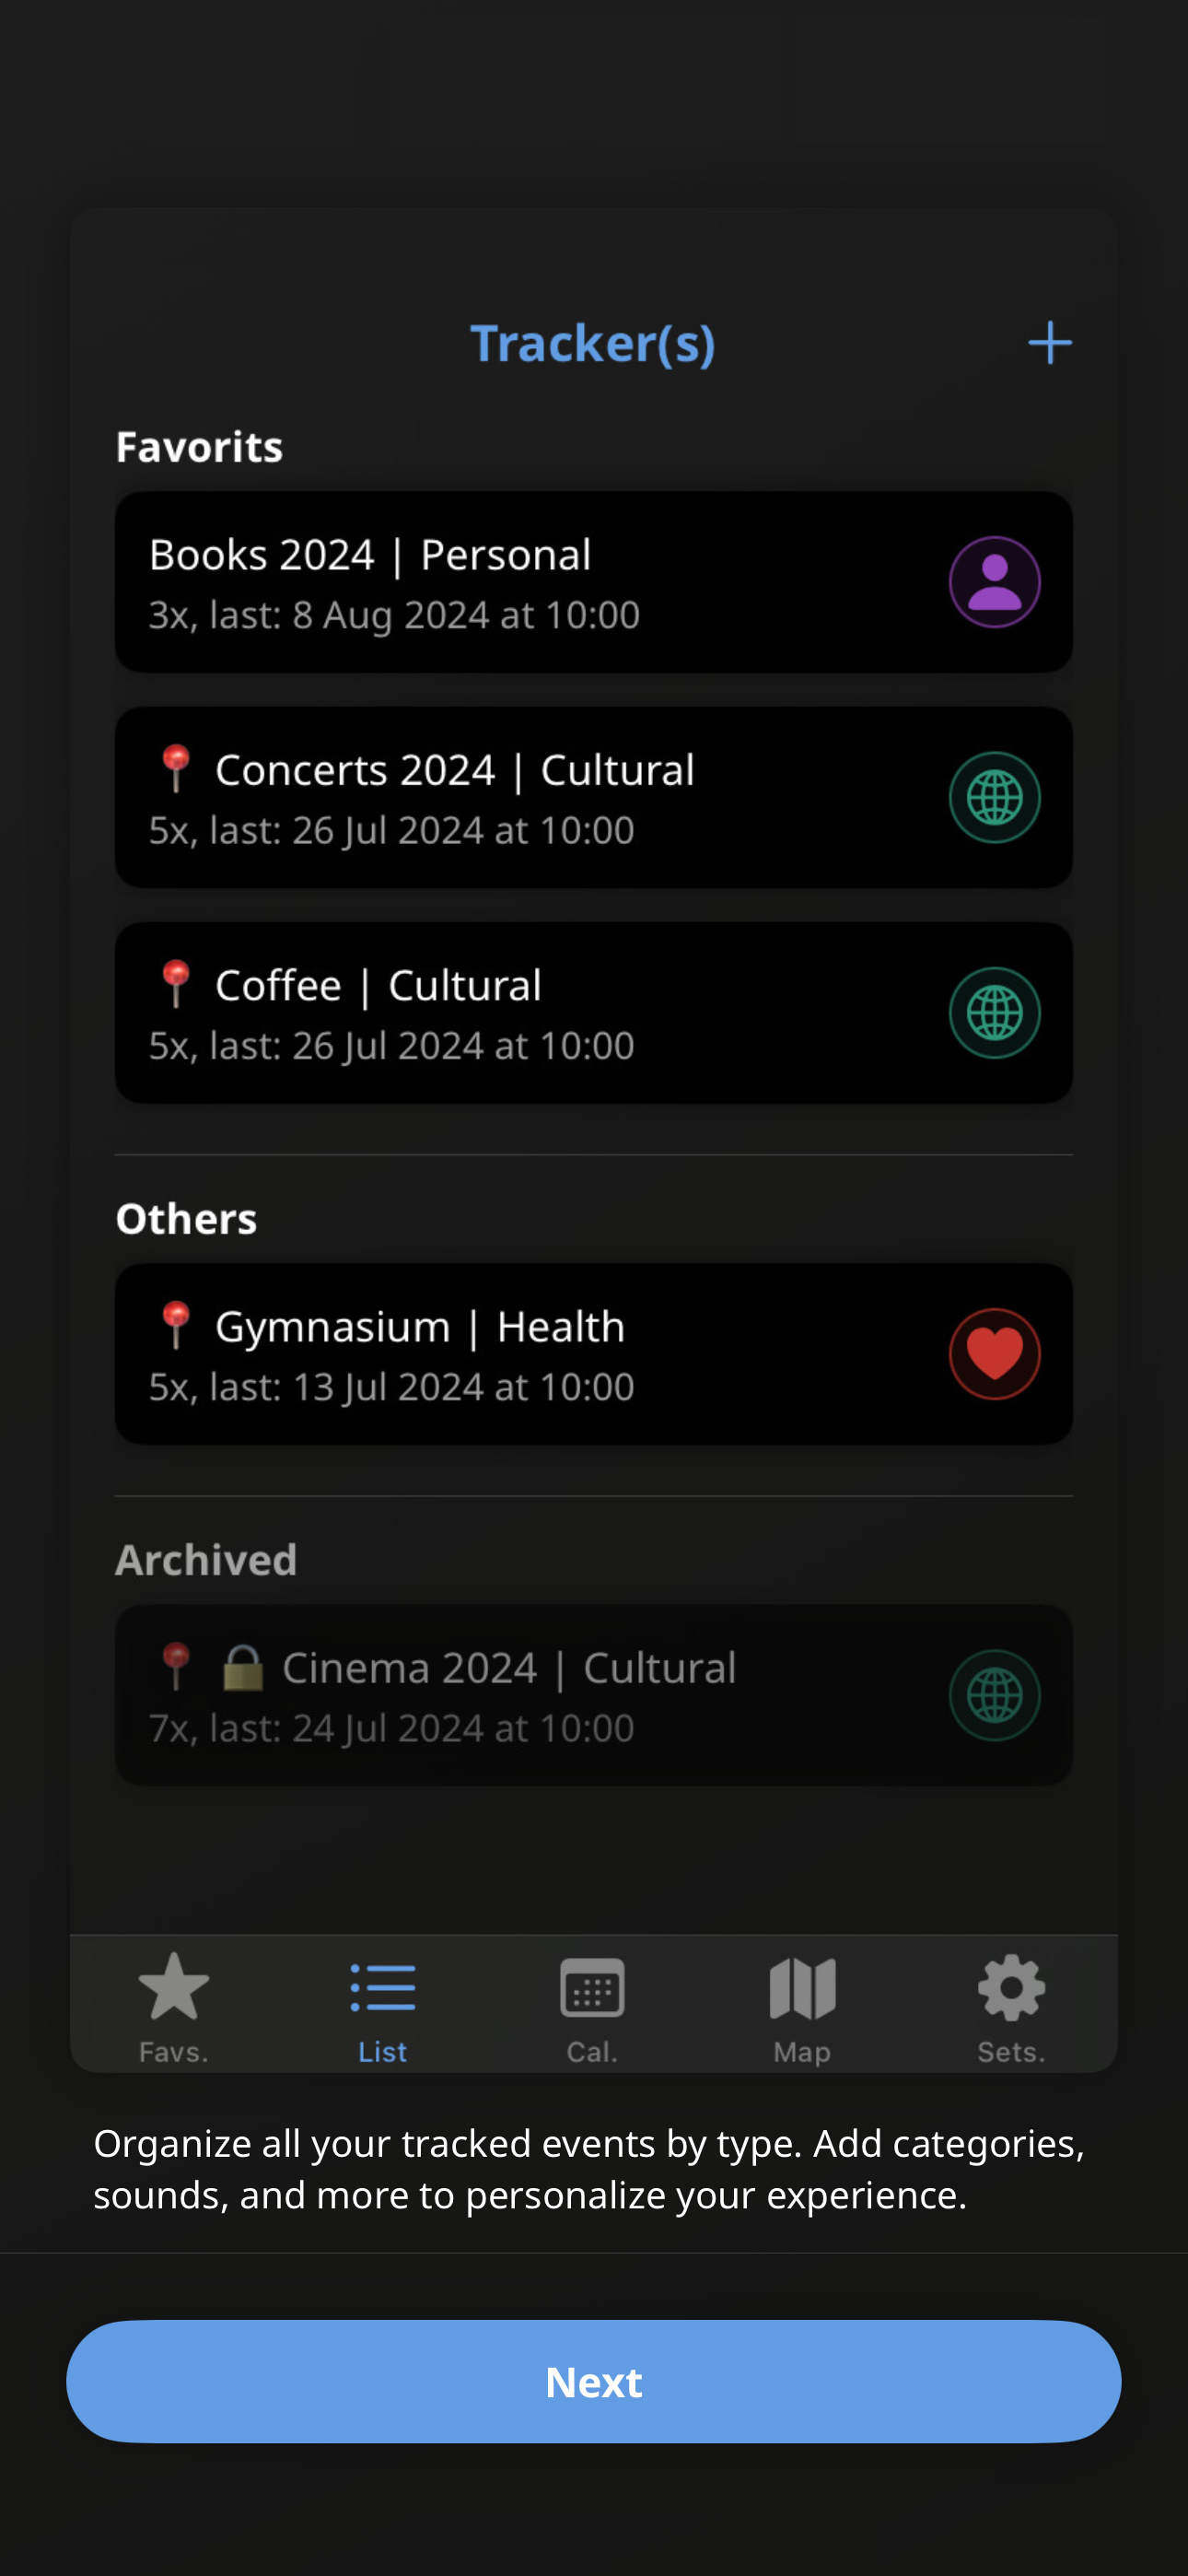 Tracker(s)
Favorits
Books 2024 | Personal
3x, last: 8 Aug 2024 at 10:00
Concerts 2024 | Cultural
5x, last: 26 Jul 2024 at 10:00
Coffee | Cultural
5x, last: 26 Jul 2024 at 10:00
Others
Gymnasium | Health
5x, last: 13 Jul 2024 at 10:00
Archived
Cinema 2024 | Cultural
7x, last: 24 Jul 2024 at 10:00
Favs. List Cal. Map Sets.
Organize all your tracked events by type. Add categories,
sounds, and more to personalize your experience.
Next